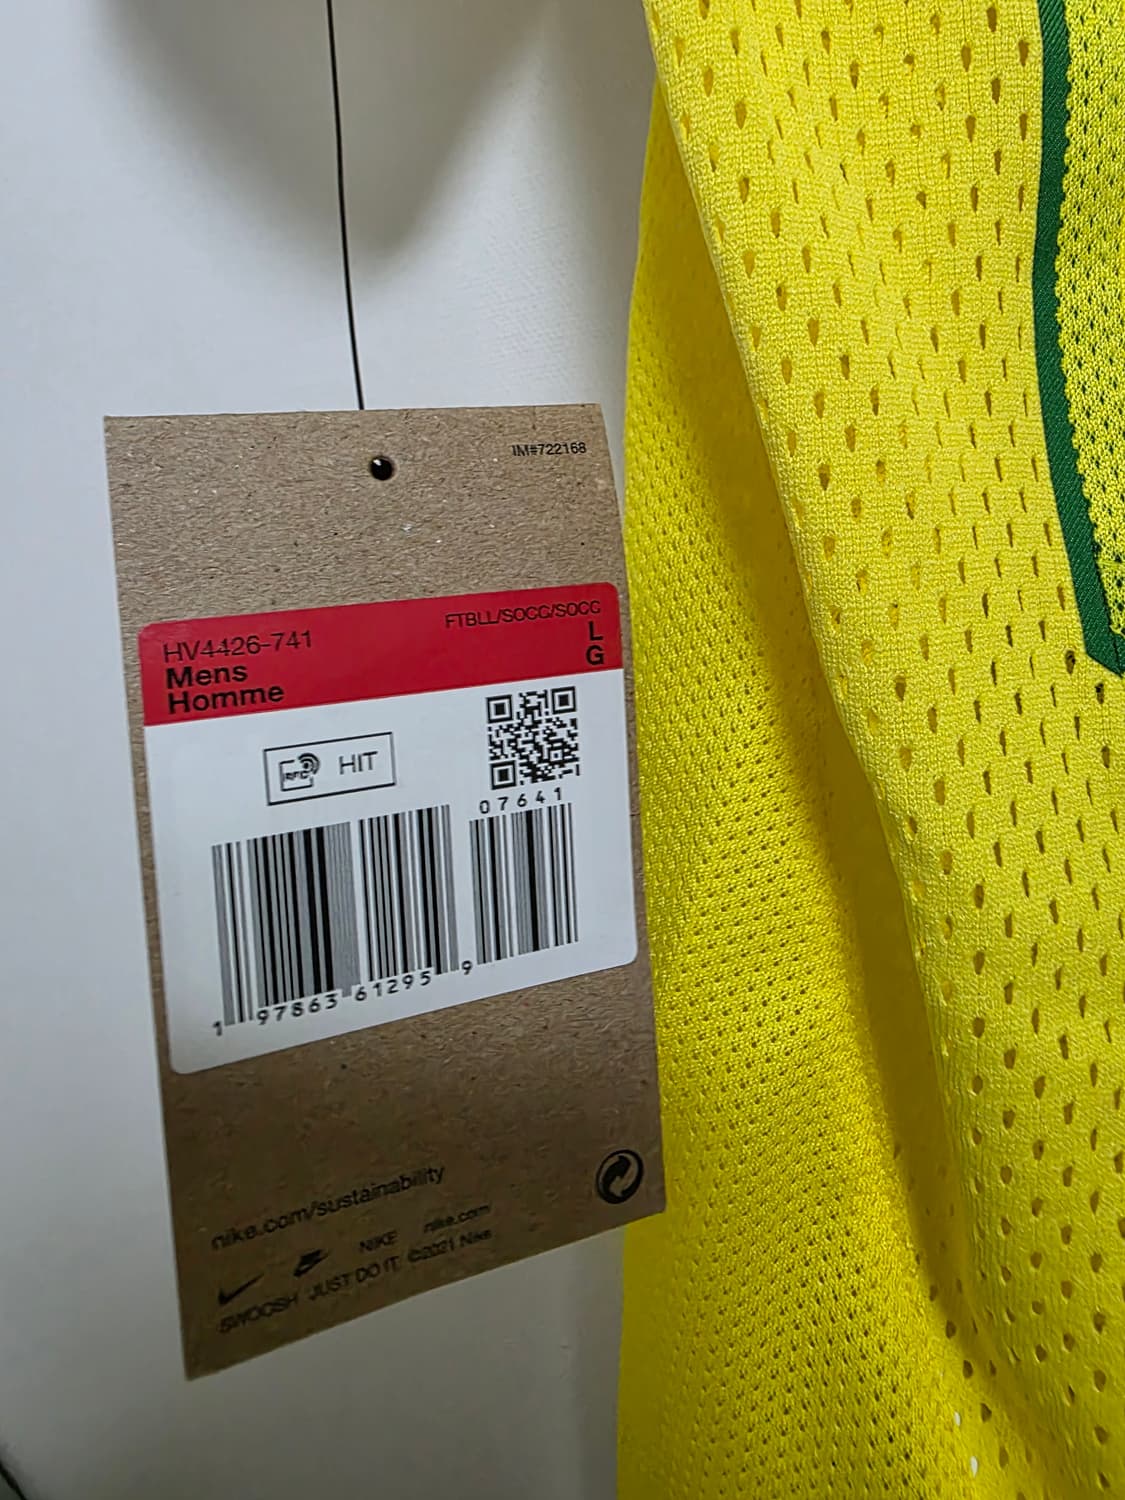 IM#722168
FTBLL/SOCC/SOCC
HV4426-741
L
Mens
G
Homme
RFID HIT
07641
1 97863 61295 9
nike.com/sustainability
NIKE nike.com
SWOOSH JUST DO IT ©2021 Nike